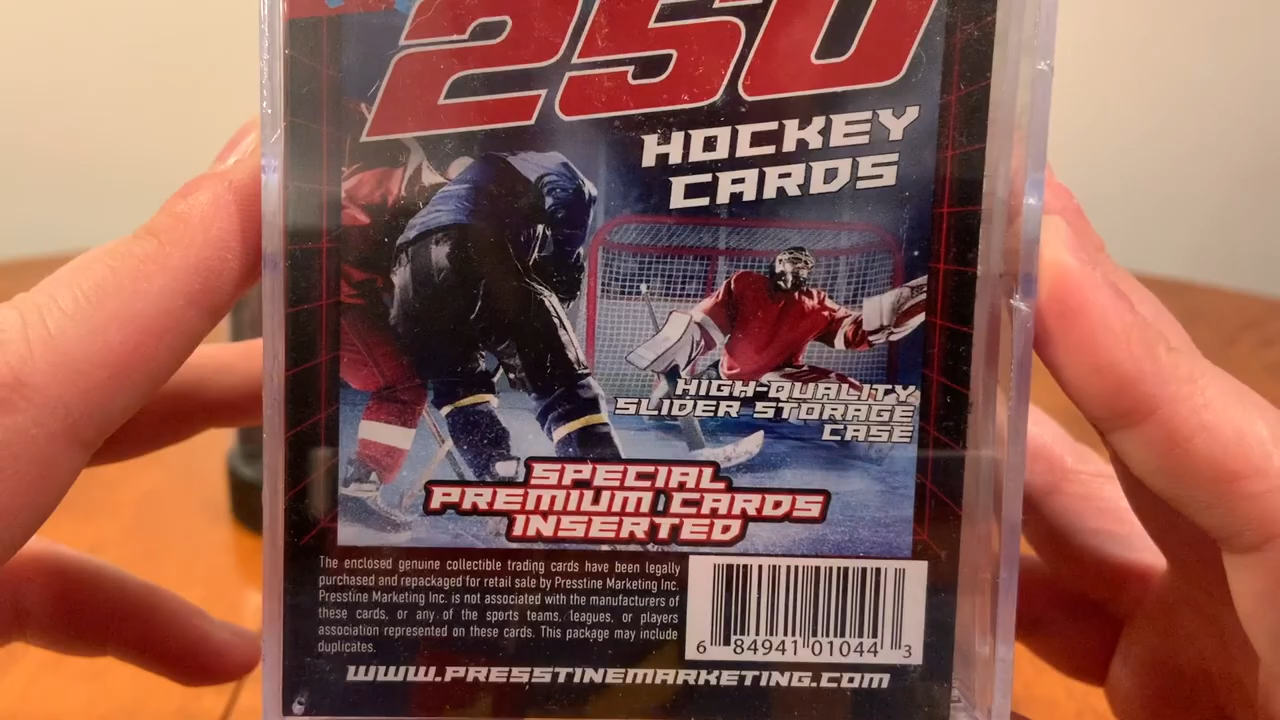 250
HOCKEY
CARDS
HIGH-QUALITY
SLIDER STORAGE
CASE
SPECIAL
PREMIUM CARDS
INSERTED
The enclosed genuine collectible trading cards have been legally
purchased and repackaged for retail sale by Presstine Marketing Inc.
Presstine Marketing Inc. is not associated with the manufacturers of
these cards, or any of the sports teams, leagues, or players
association represented on these cards. This package may include
duplicates.
6 84941 01044 3
WWW.PRESSTINEMARKETING.COM